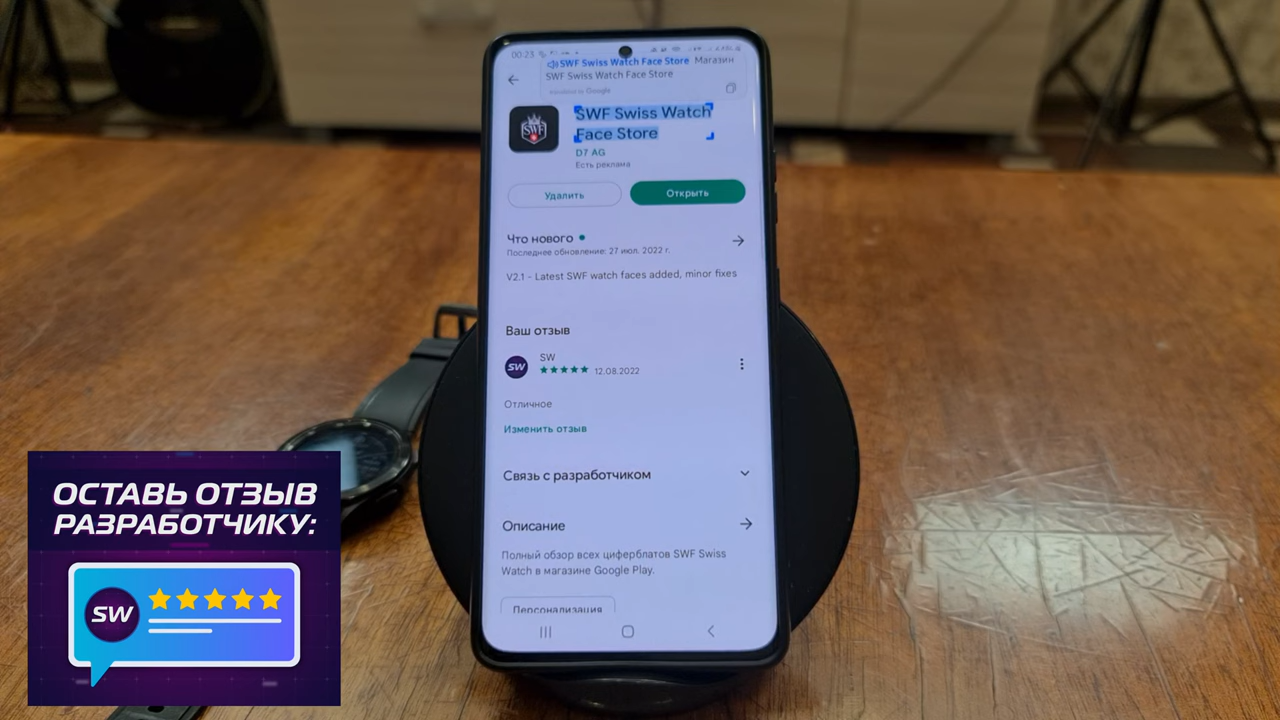 00:23
SWF Swiss Watch Face Store Магазин
SWF Swiss Watch Face Store
Google
SWF
SWF Swiss Watch
Face Store
D7 AG
Есть реклама
Удалить
Открыть
Что нового
Последнее обновление: 27 июл. 2022 г.
V2.1 - Latest SWF watch faces added, minor fixes
Ваш отзыв
SW
SW
12.08.2022
Отличное
Изменить отзыв
Связь с разработчиком
Описание
Полный обзор всех циферблатов SWF Swiss
Watch в магазине Google Play.
Персонализация
ОСТАВЬ ОТЗЫВ
РАЗРАБОТЧИКУ:
SW